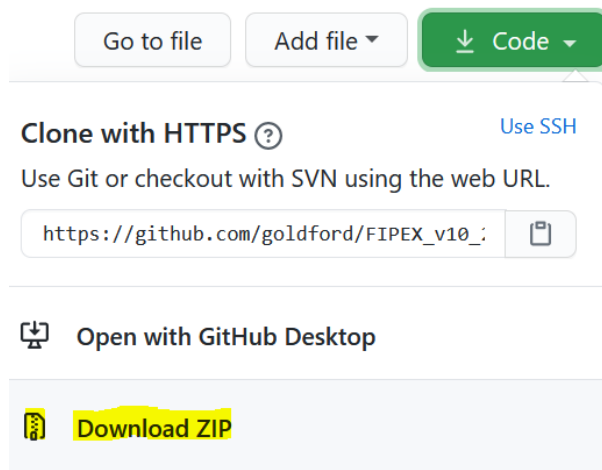 Go to file Add file Code
Clone with HTTPS ? Use SSH
Use Git or checkout with SVN using the web URL.
https://github.com/goldford/FIPEX_v10_
Open with GitHub Desktop
Download ZIP